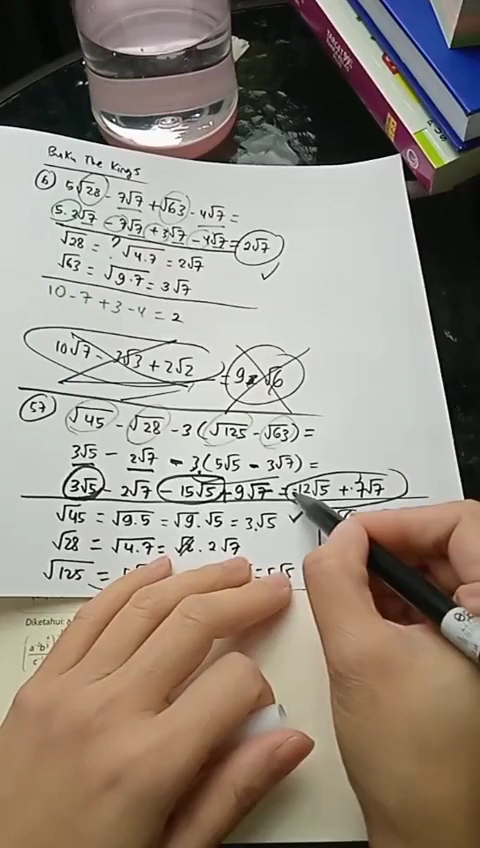 Buku The Kings
6 5√28 - 7√7 + √63 - 4√7 =
5.2√7 - 7√7 + 3√7 - 4√7 = 2√7
√28 = √4.7 = 2√7
√63 = √9.7 = 3√7
10 - 7 + 3 - 4 = 2
10√7 - 3√3 + 2√2 = 9
57 √45 - √28 - 3(√125 - √63) =
3√5 - 2√7 - 3(5√5 - 3√7) =
3√5 - 2√7 - 15√5 + 9√7 = -12√5 + 7√7
√45 = √9.5 = √9.√5 = 3√5 ✓
√28 = √4.7 = 2√7
√125 =
Diketahui: